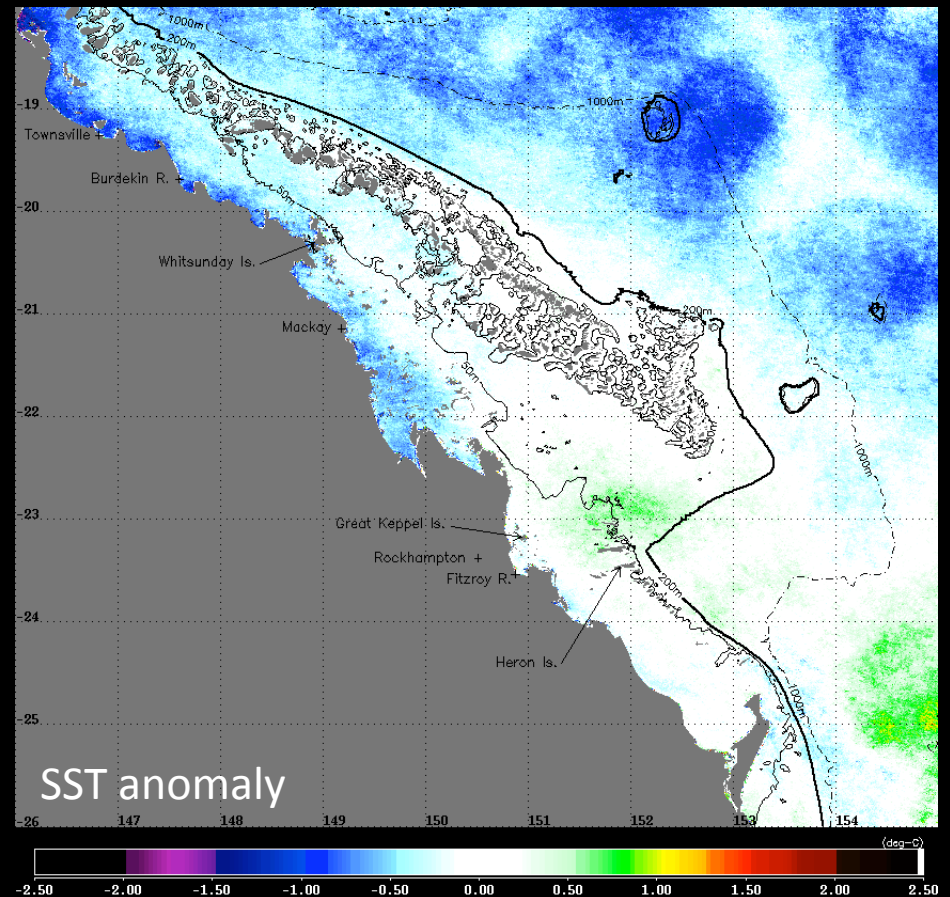 1000m
200m
1000m
-19
Townsville +
Burdekin R.
50m
-20
Whitsunday Is.
-21
200m
Mackay +
50m
-22
1000m
-23
Great Keppel Is.
Rockhampton +
Fitzroy R. +
200m
-24
Heron Is.
1000m
-25
SST anomaly
-26
147 148 149 150 151 152 153 154
(deg-C)
-2.50 -2.00 -1.50 -1.00 -0.50 0.00 0.50 1.00 1.50 2.00 2.50